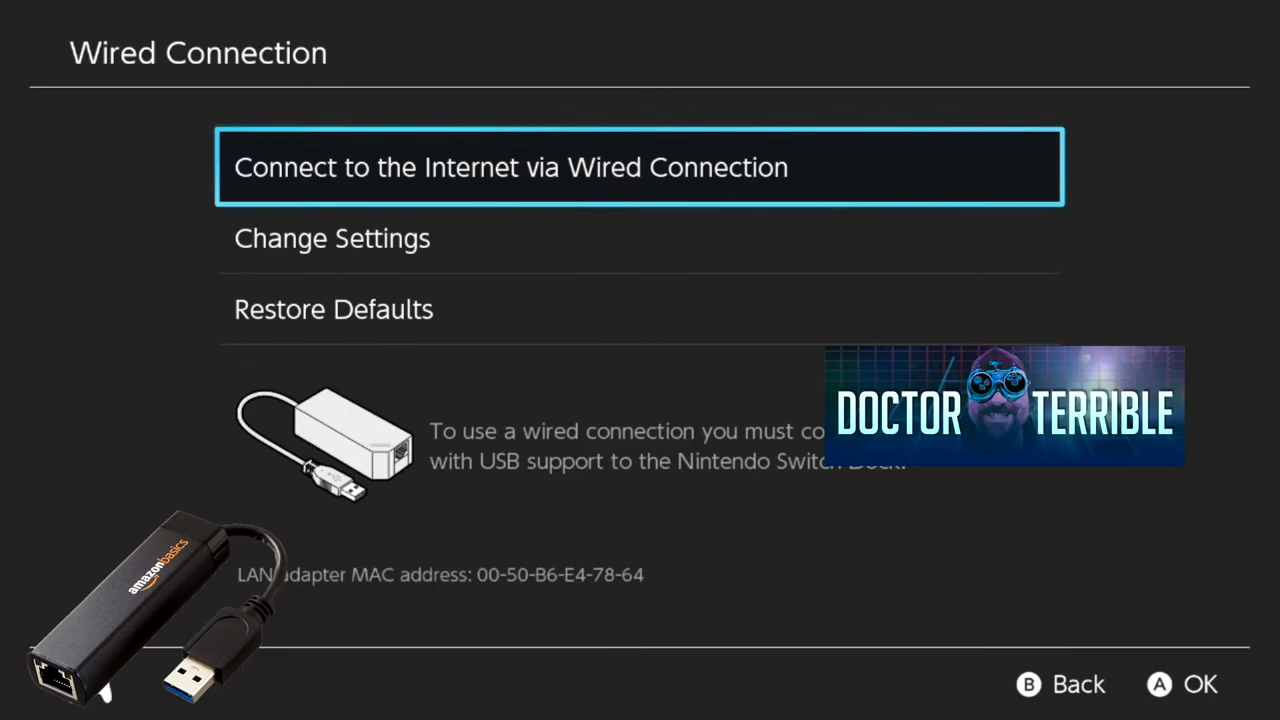 Wired Connection
Connect to the Internet via Wired Connection
Change Settings
Restore Defaults
DOCTOR TERRIBLE
To use a wired connection you must
with USB support to the Nintendo Switch Dock.
amazonbasics
LAN adapter MAC address: 00-50-B6-E4-78-64
B Back A OK